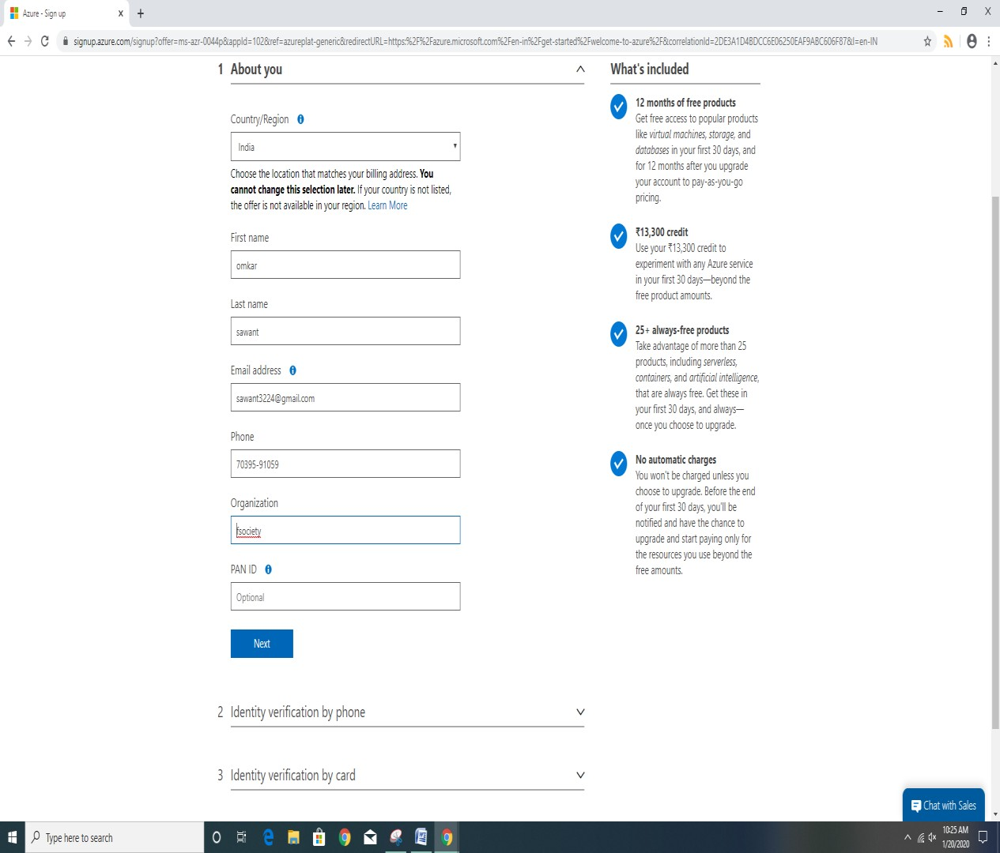 Azure - Sign up
signup.azure.com/signup?offer=ms-azr-0044p&appId=102&ref=azureplat-generic&redirectURL=https:%2F%2Fazure.microsoft.com%2Fen-in%2Fget-started%2Fwelcome-to-azure%2F&correlationId=2DE3A1D4BDCC6E06250EAF9ABC606F87&l=en-IN
1 About you
Country/Region
India
Choose the location that matches your billing address. You
cannot change this selection later. If your country is not listed,
the offer is not available in your region. Learn More
First name
omkar
Last name
sawant
Email address
sawant3224@gmail.com
Phone
70395-91059
Organization
fsociety
PAN ID
Optional
Next
2 Identity verification by phone
3 Identity verification by card
What's included
12 months of free products
Get free access to popular products
like virtual machines, storage, and
databases in your first 30 days, and
for 12 months after you upgrade
your account to pay-as-you-go
pricing.
₹13,300 credit
Use your ₹13,300 credit to
experiment with any Azure service
in your first 30 days—beyond the
free product amounts.
25+ always-free products
Take advantage of more than 25
products, including serverless,
containers, and artificial intelligence,
that are always free. Get these in
your first 30 days, and always—
once you choose to upgrade.
No automatic charges
You won't be charged unless you
choose to upgrade. Before the end
of your first 30 days, you'll be
notified and have the chance to
upgrade and start paying only for
the resources you use beyond the
free amounts.
Chat with Sales
Type here to search
10:25 AM
1/20/2020